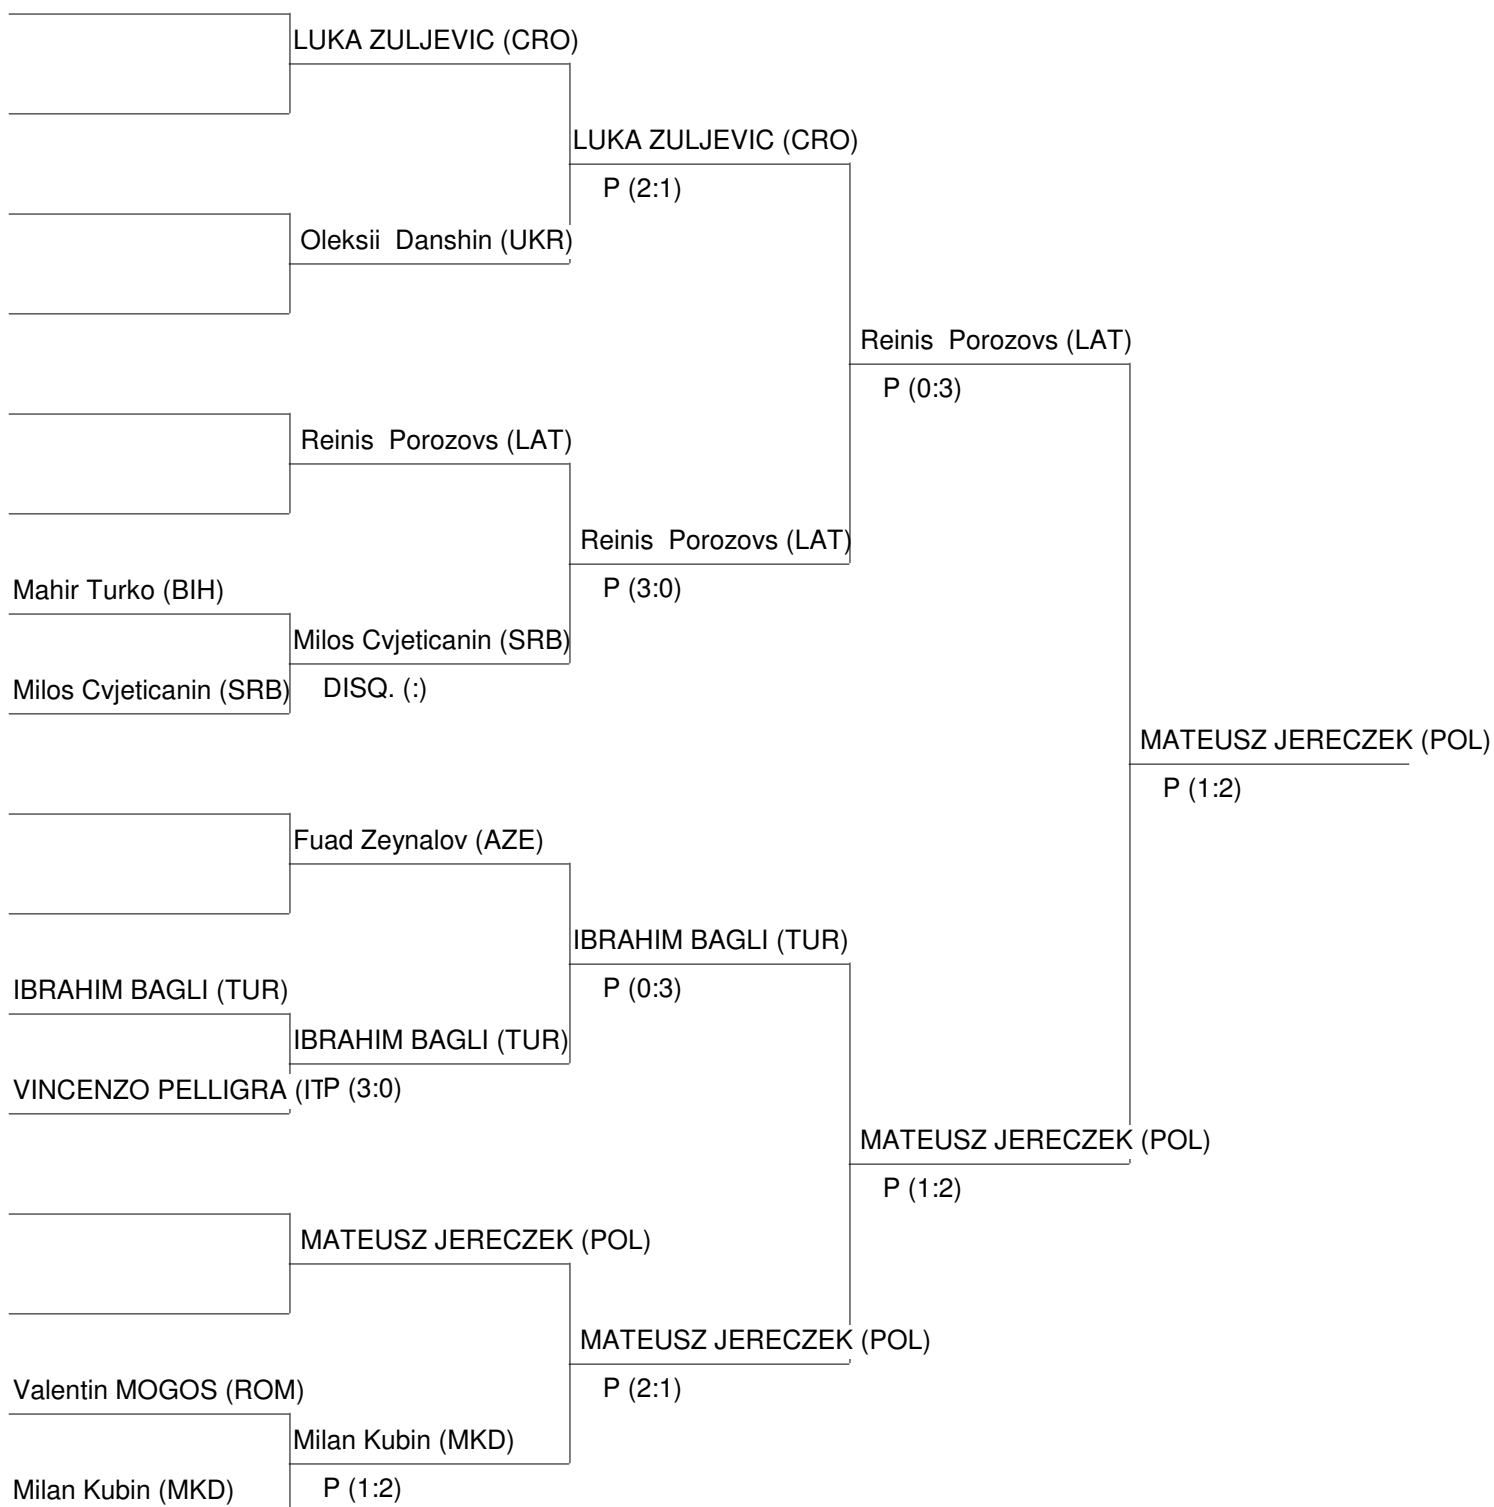 LUKA ZULJEVIC (CRO)
LUKA ZULJEVIC (CRO)
P (2:1)
Oleksii  Danshin (UKR)
Reinis  Porozovs (LAT)
P (0:3)
Reinis  Porozovs (LAT)
Reinis  Porozovs (LAT)
Mahir Turko (BIH)
P (3:0)
Milos Cvjeticanin (SRB)
Milos Cvjeticanin (SRB)
DISQ. (:)
MATEUSZ JERECZEK (POL)
P (1:2)
Fuad Zeynalov (AZE)
IBRAHIM BAGLI (TUR)
IBRAHIM BAGLI (TUR)
P (0:3)
IBRAHIM BAGLI (TUR)
VINCENZO PELLIGRA (IT
P (3:0)
MATEUSZ JERECZEK (POL)
P (1:2)
MATEUSZ JERECZEK (POL)
MATEUSZ JERECZEK (POL)
Valentin MOGOS (ROM)
P (2:1)
Milan Kubin (MKD)
Milan Kubin (MKD)
P (1:2)